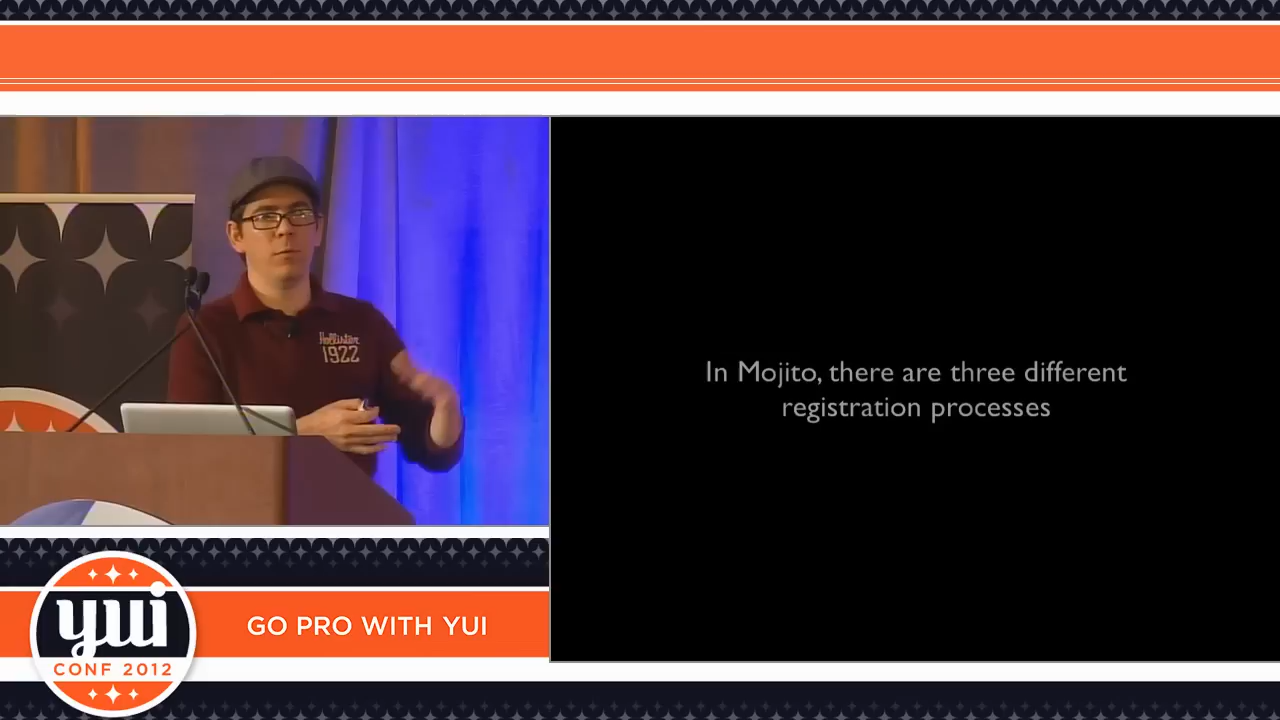 Hollister
1922
In Mojito, there are three different
registration processes
yui
CONF 2012
GO PRO WITH YUI